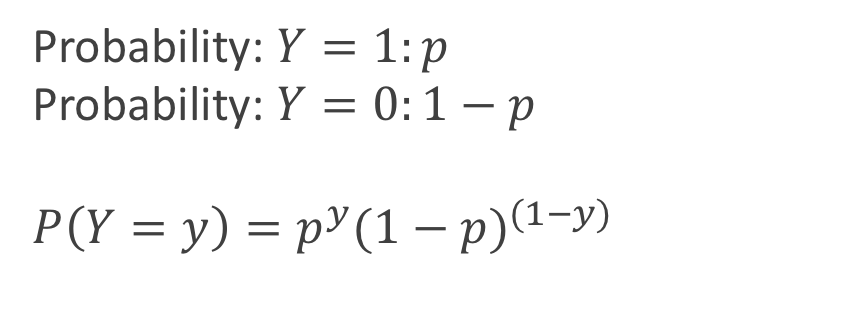 Probability: 𝑌 = 1: 𝑝
Probability: 𝑌 = 0: 1 − 𝑝
𝑃(𝑌 = 𝑦) = 𝑝^𝑦 (1 − 𝑝)^(1−𝑦)